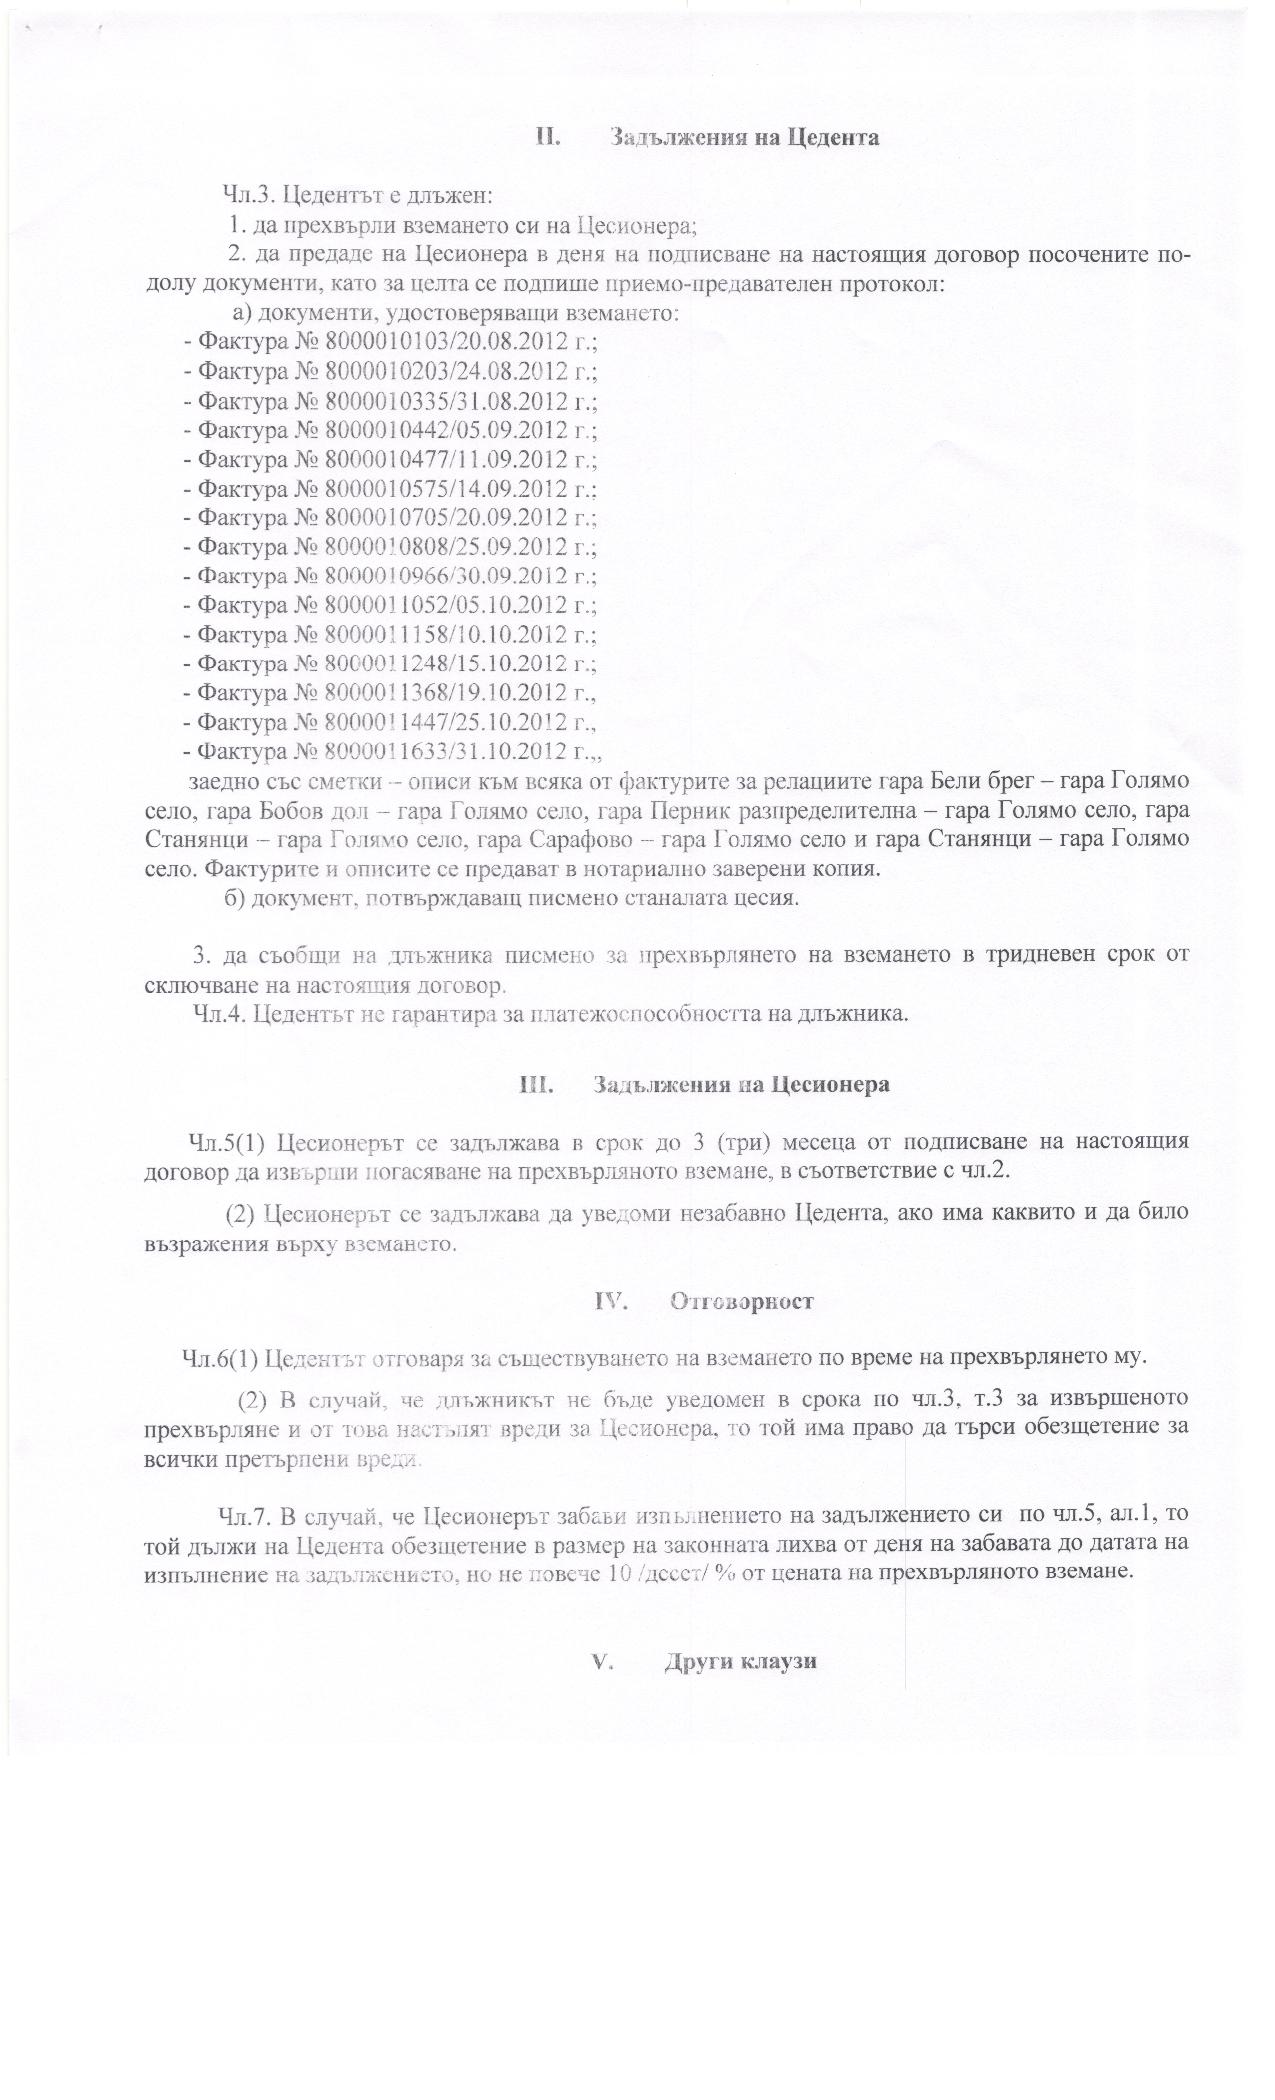 II. Задължения на Цедента
Чл.3. Цедентът е длъжен:
1. да прехвърли вземането си на Цесионера;
2. да предаде на Цесионера в деня на подписване на настоящия договор посочените по-
долу документи, като за целта се подпише приемо-предавателен протокол:
а) документи, удостоверяващи вземането:
- Фактура № 8000010103/20.08.2012 г.;
- Фактура № 8000010203/24.08.2012 г.;
- Фактура № 8000010335/31.08.2012 г.;
- Фактура № 8000010442/05.09.2012 г.;
- Фактура № 8000010477/11.09.2012 г.;
- Фактура № 8000010575/14.09.2012 г.:
- Фактура № 8000010705/20.09.2012 г.;
- Фактура № 8000010808/25.09.2012 г.;
- Фактура № 8000010966/30.09.2012 г.;
- Фактура № 8000011052/05.10.2012 г.;
- Фактура № 8000011158/10.10.2012 г.;
- Фактура № 8000011248/15.10.2012 г.;
- Фактура № 8000011368/19.10.2012 г.,
- Фактура № 8000011447/25.10.2012 г.,
- Фактура № 8000011633/31.10.2012 г.,,
заедно със сметки – описи към всяка от фактурите за релациите гара Бели брег – гара Голямо
село, гара Бобов дол – гара Голямо село, гара Перник разпределителна – гара Голямо село, гара
Станянци – гара Голямо село, гара Сарафово – гара Голямо село и гара Станянци – гара Голямо
село. Фактурите и описите се предават в нотариално заверени копия.
б) документ, потвърждаващ писмено станалата цесия.
3. да съобщи на длъжника писмено за прехвърлянето на вземането в тридневен срок от
сключване на настоящия договор.
Чл.4. Цедентът не гарантира за платежоспособността на длъжника.
III. Задължения на Цесионера
Чл.5(1) Цесионерът се задължава в срок до 3 (три) месеца от подписване на настоящия
договор да извърши погасяване на прехвърляното вземане, в съответствие с чл.2.
(2) Цесионерът се задължава да уведоми незабавно Цедента, ако има каквито и да било
възражения върху вземането.
IV. Отговорност
Чл.6(1) Цедентът отговаря за съществуването на вземането по време на прехвърлянето му.
(2) В случай, че длъжникът не бъде уведомен в срока по чл.3, т.3 за извършеното
прехвърляне и от това настъпят вреди за Цесионера, то той има право да търси обезщетение за
всички претърпени вреди.
Чл.7. В случай, че Цесионерът забави изпълнението на задължението си по чл.5, ал.1, то
той дължи на Цедента обезщетение в размер на законната лихва от деня на забавата до датата на
изпълнение на задължението, но не повече 10 /десет/ % от цената на прехвърляното вземане.
V. Други клаузи